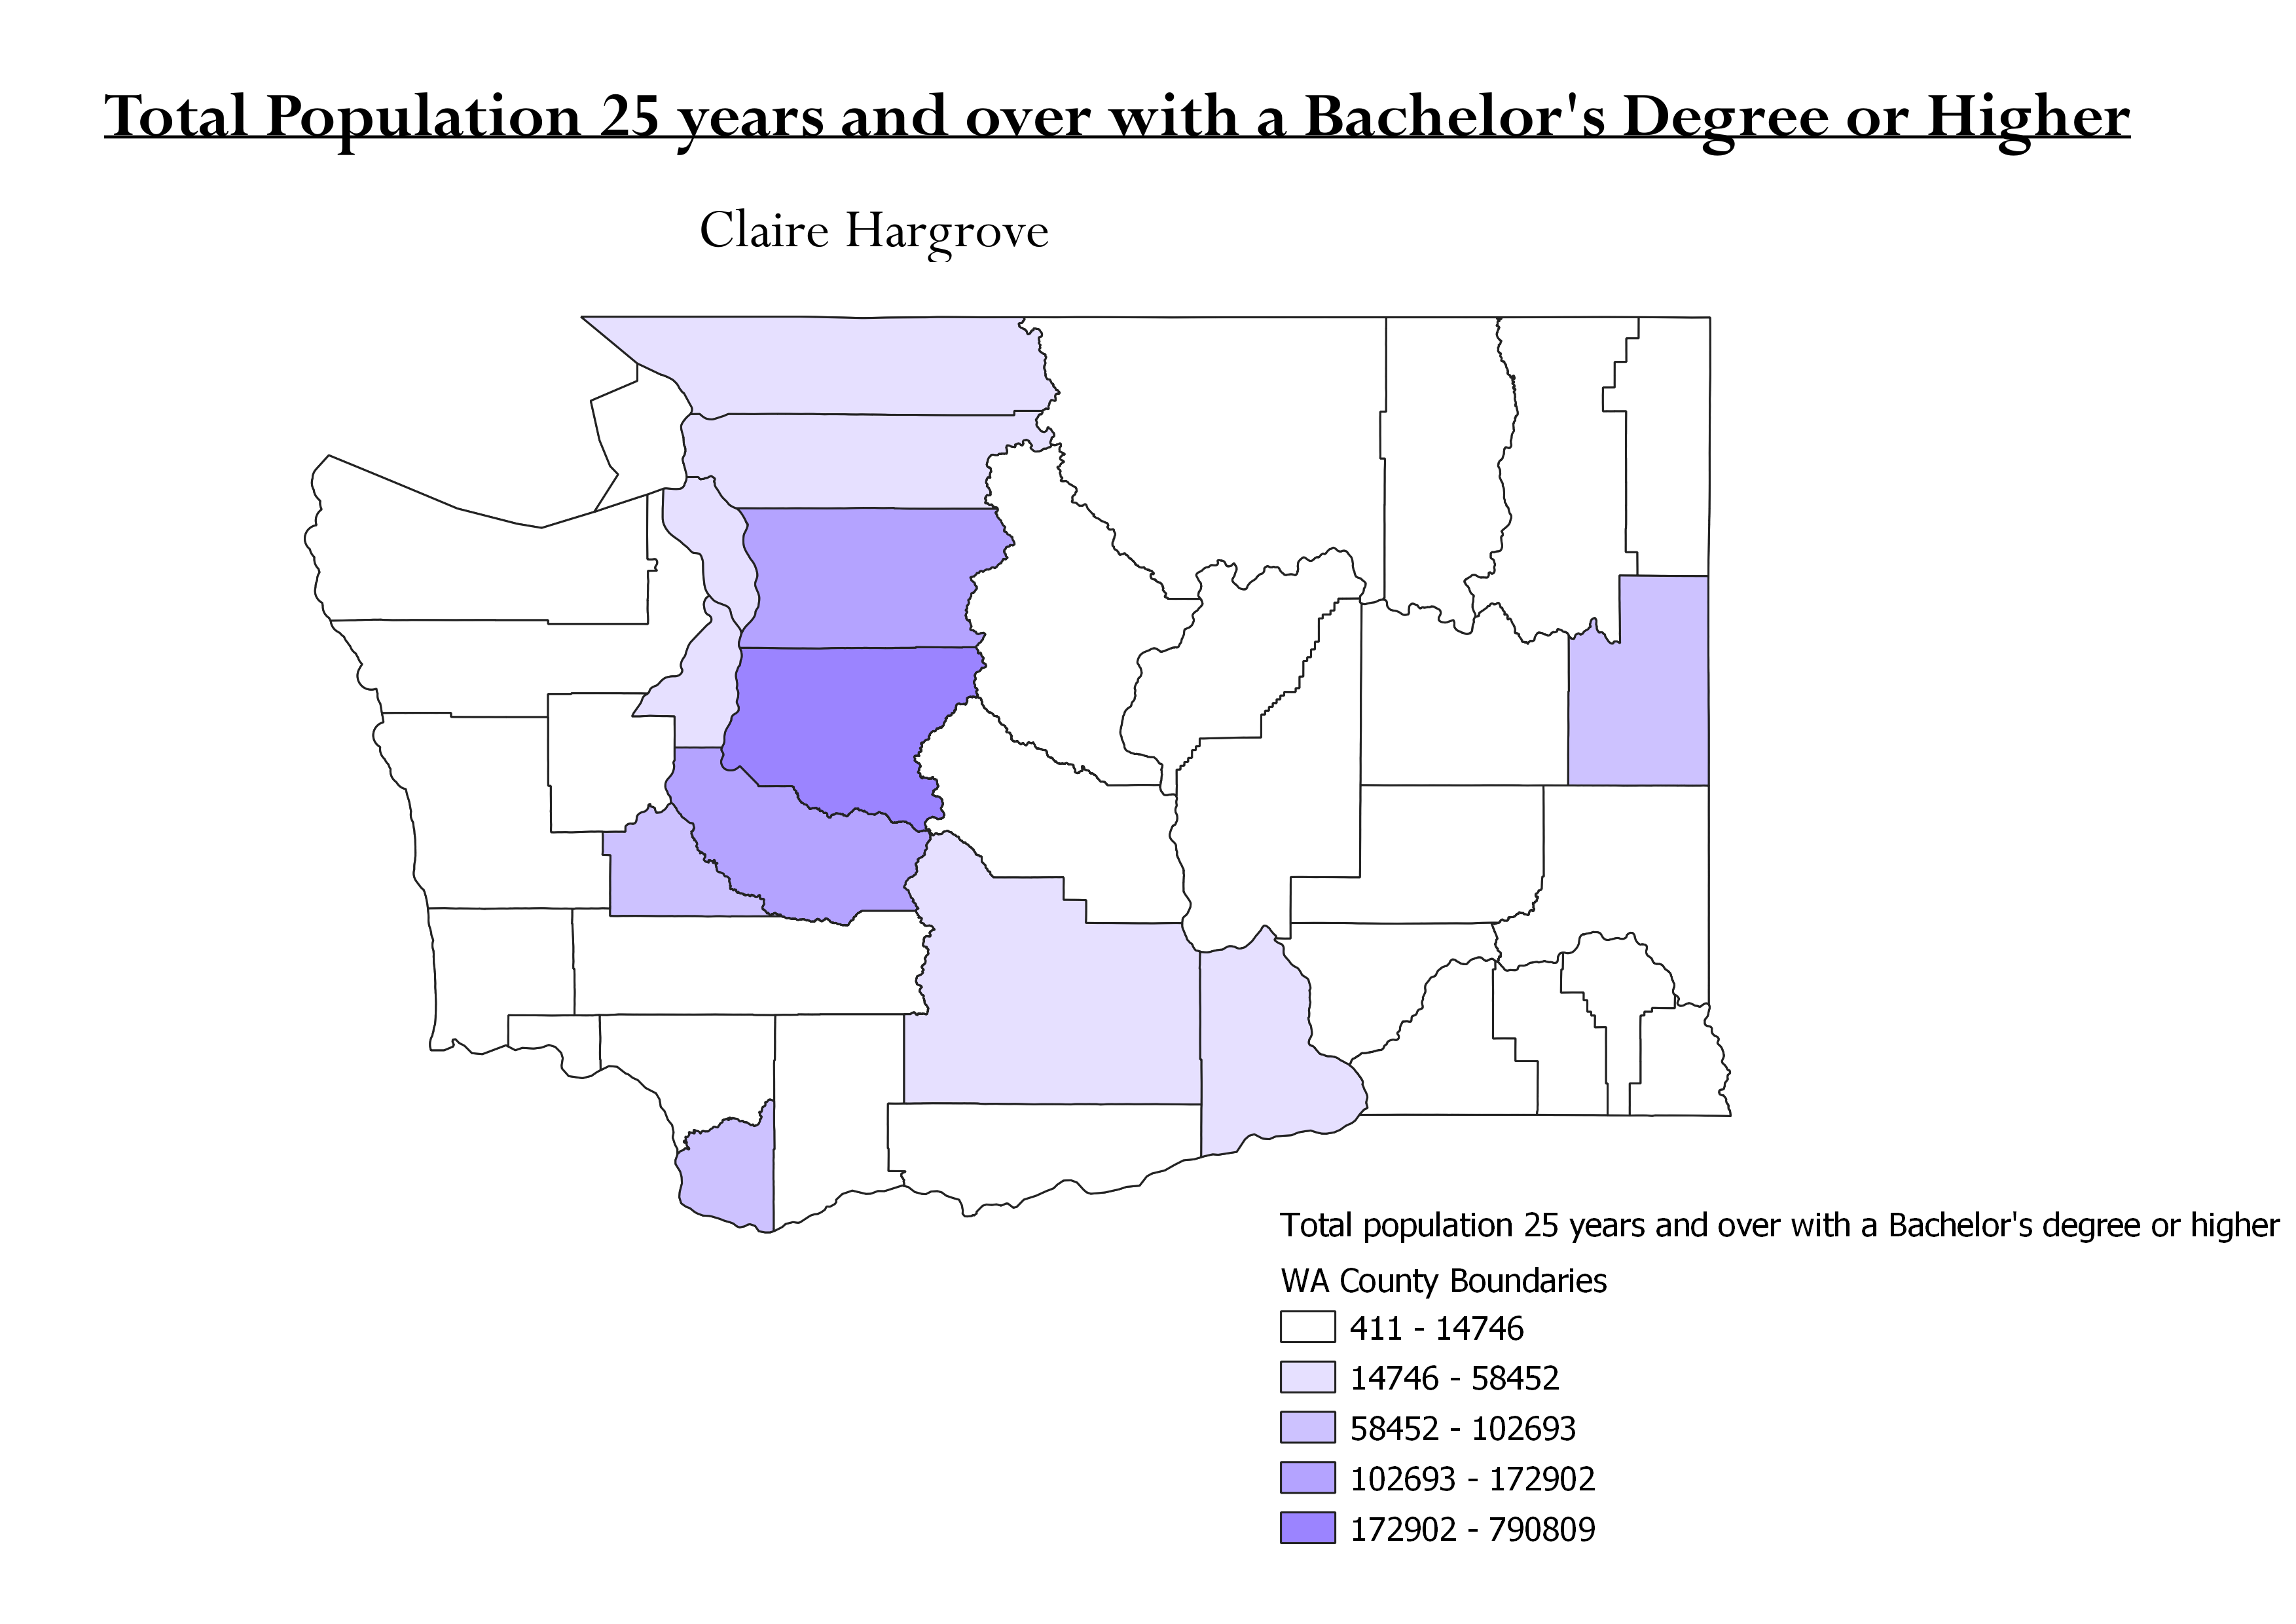 Total Population 25 years and over with a Bachelor's Degree or Higher
Claire Hargrove
Total population 25 years and over with a Bachelor's degree or higher
WA County Boundaries
411 - 14746
14746 - 58452
58452 - 102693
102693 - 172902
172902 - 790809